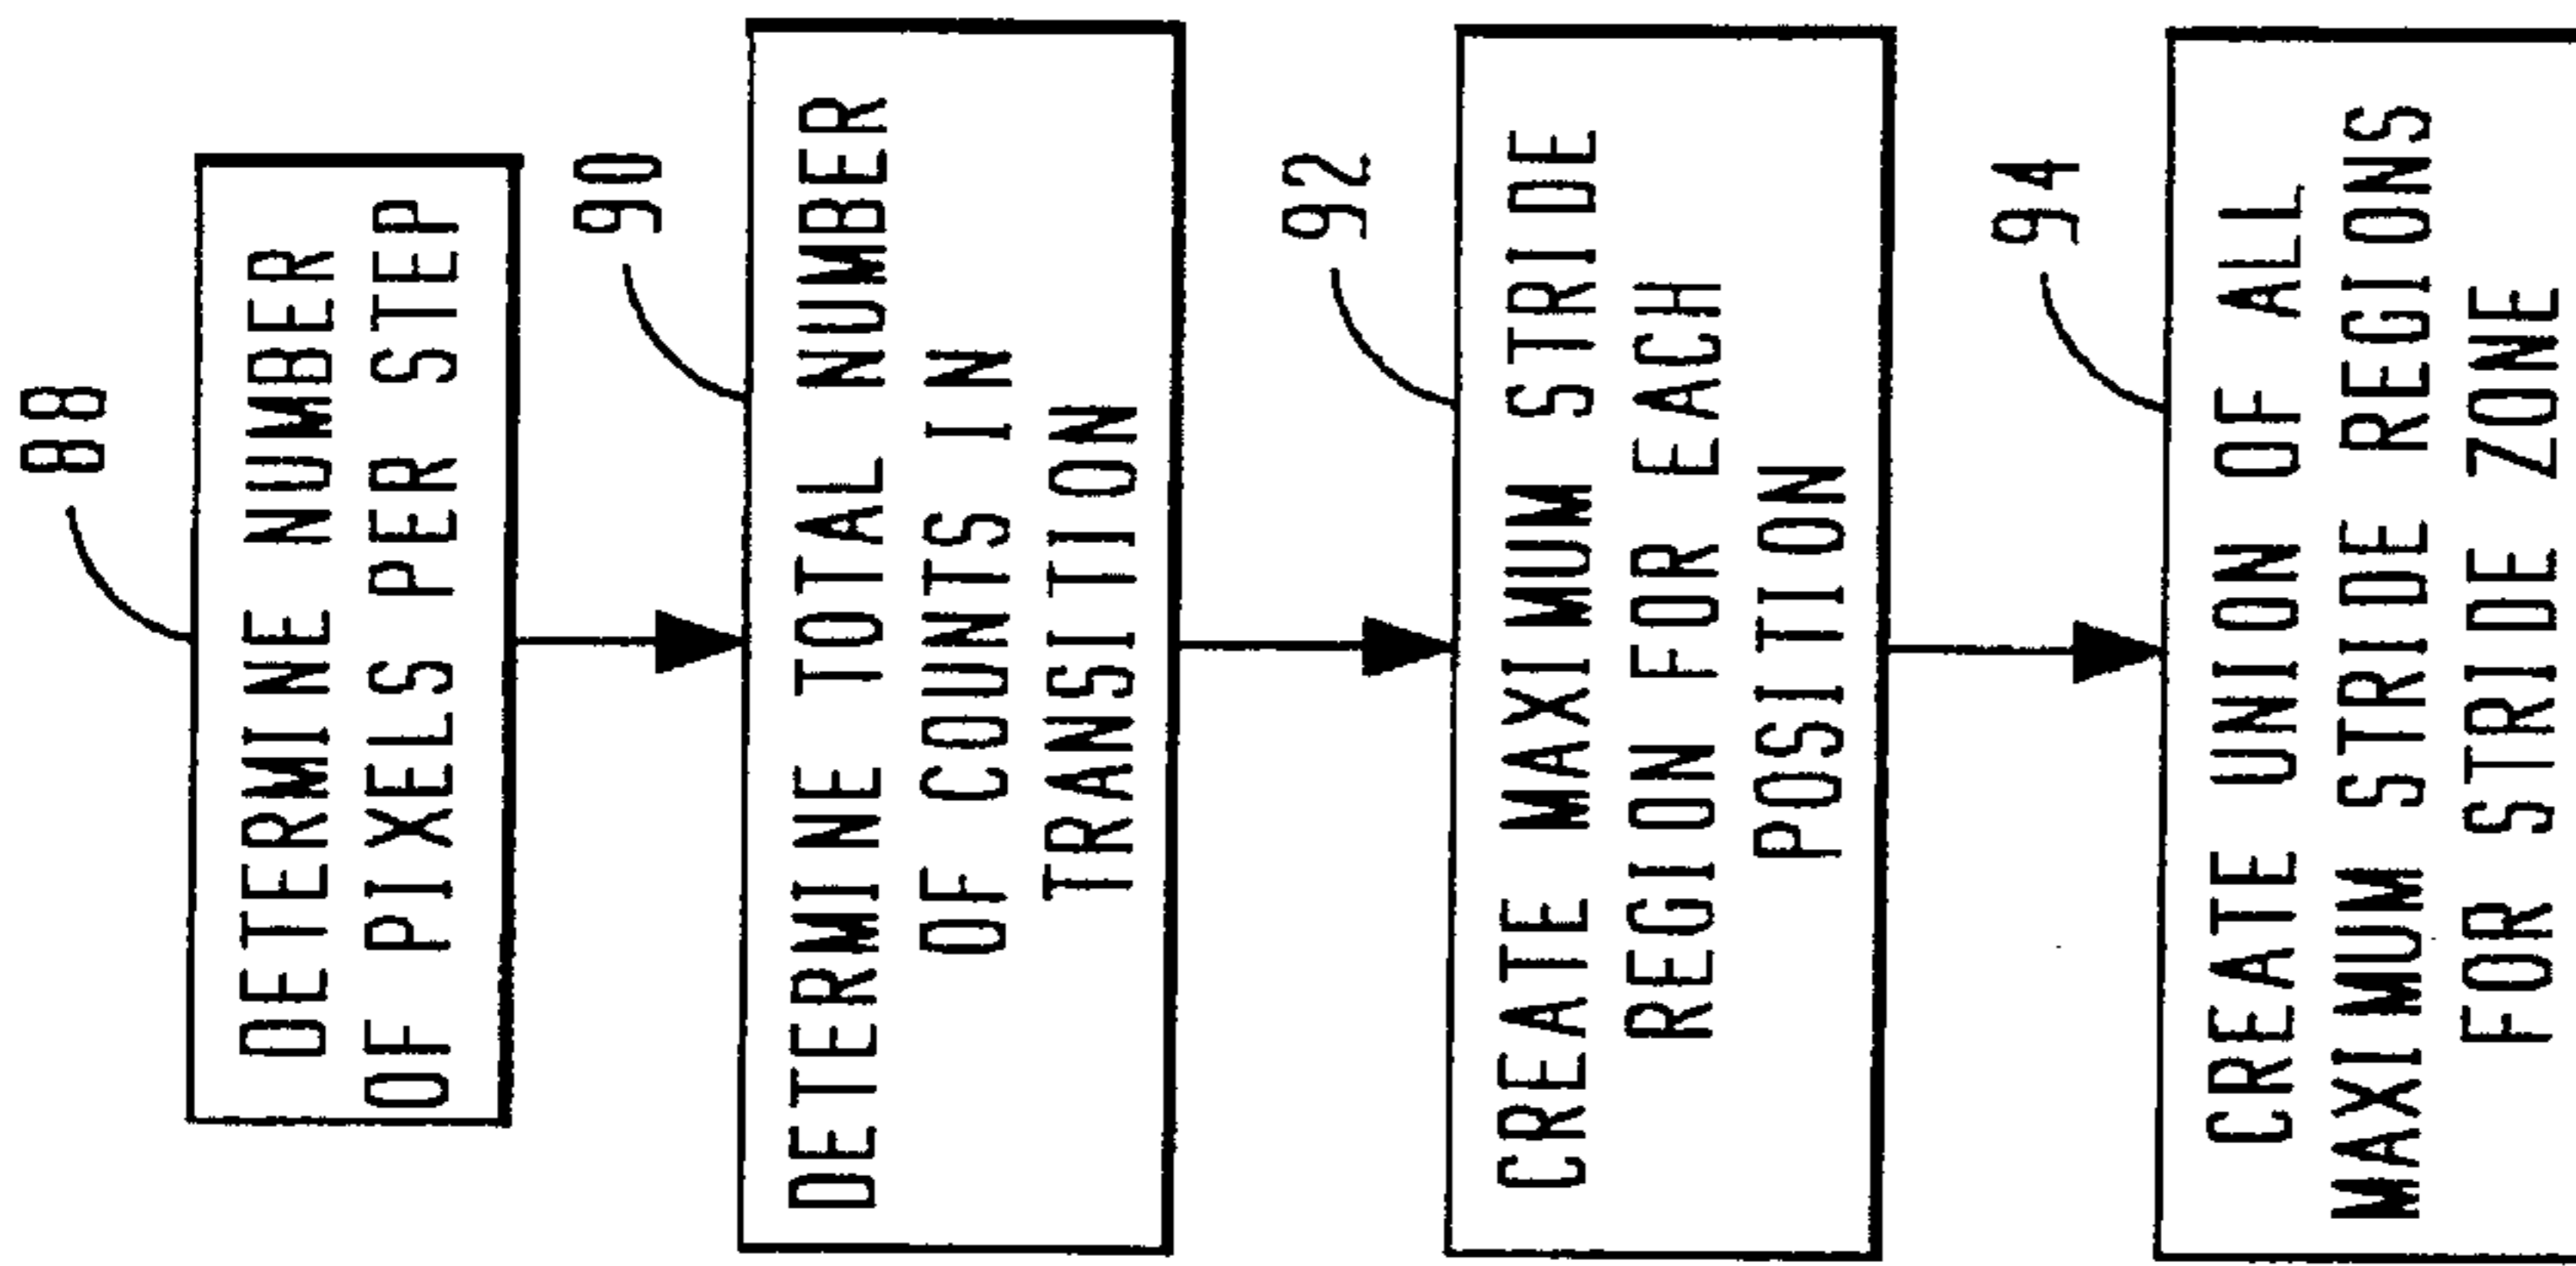 88
DETERMINE NUMBER
OF PIXELS PER STEP
90
DETERMINE TOTAL NUMBER
OF COUNTS IN
TRANSITION
92
CREATE MAXIMUM STRIDE
REGION FOR EACH
POSITION
94
CREATE UNION OF ALL
MAXIMUM STRIDE REGIONS
FOR STRIDE ZONE